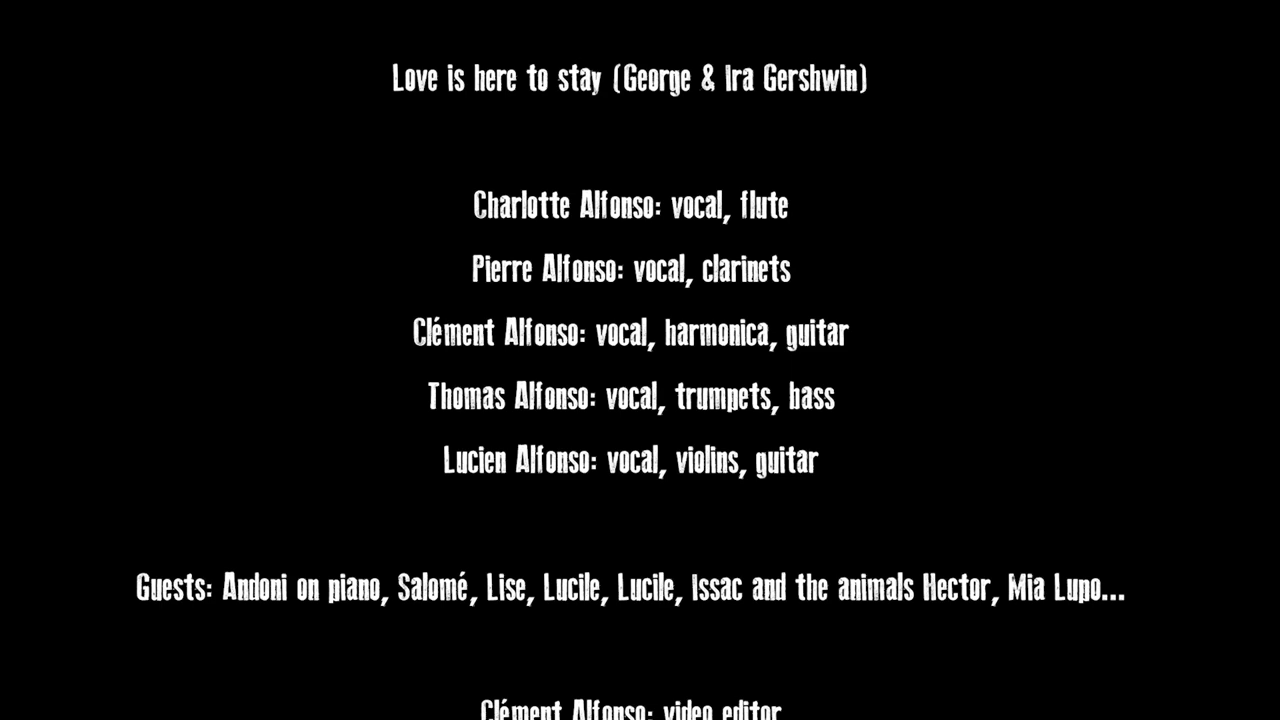 Love is here to stay (George & Ira Gershwin)
Charlotte Alfonso: vocal, flute
Pierre Alfonso: vocal, clarinets
Clément Alfonso: vocal, harmonica, guitar
Thomas Alfonso: vocal, trumpets, bass
Lucien Alfonso: vocal, violins, guitar
Guests: Andoni on piano, Salomé, Lise, Lucile, Lucile, Issac and the animals Hector, Mia Lupo...
Clément Alfonso: video editor